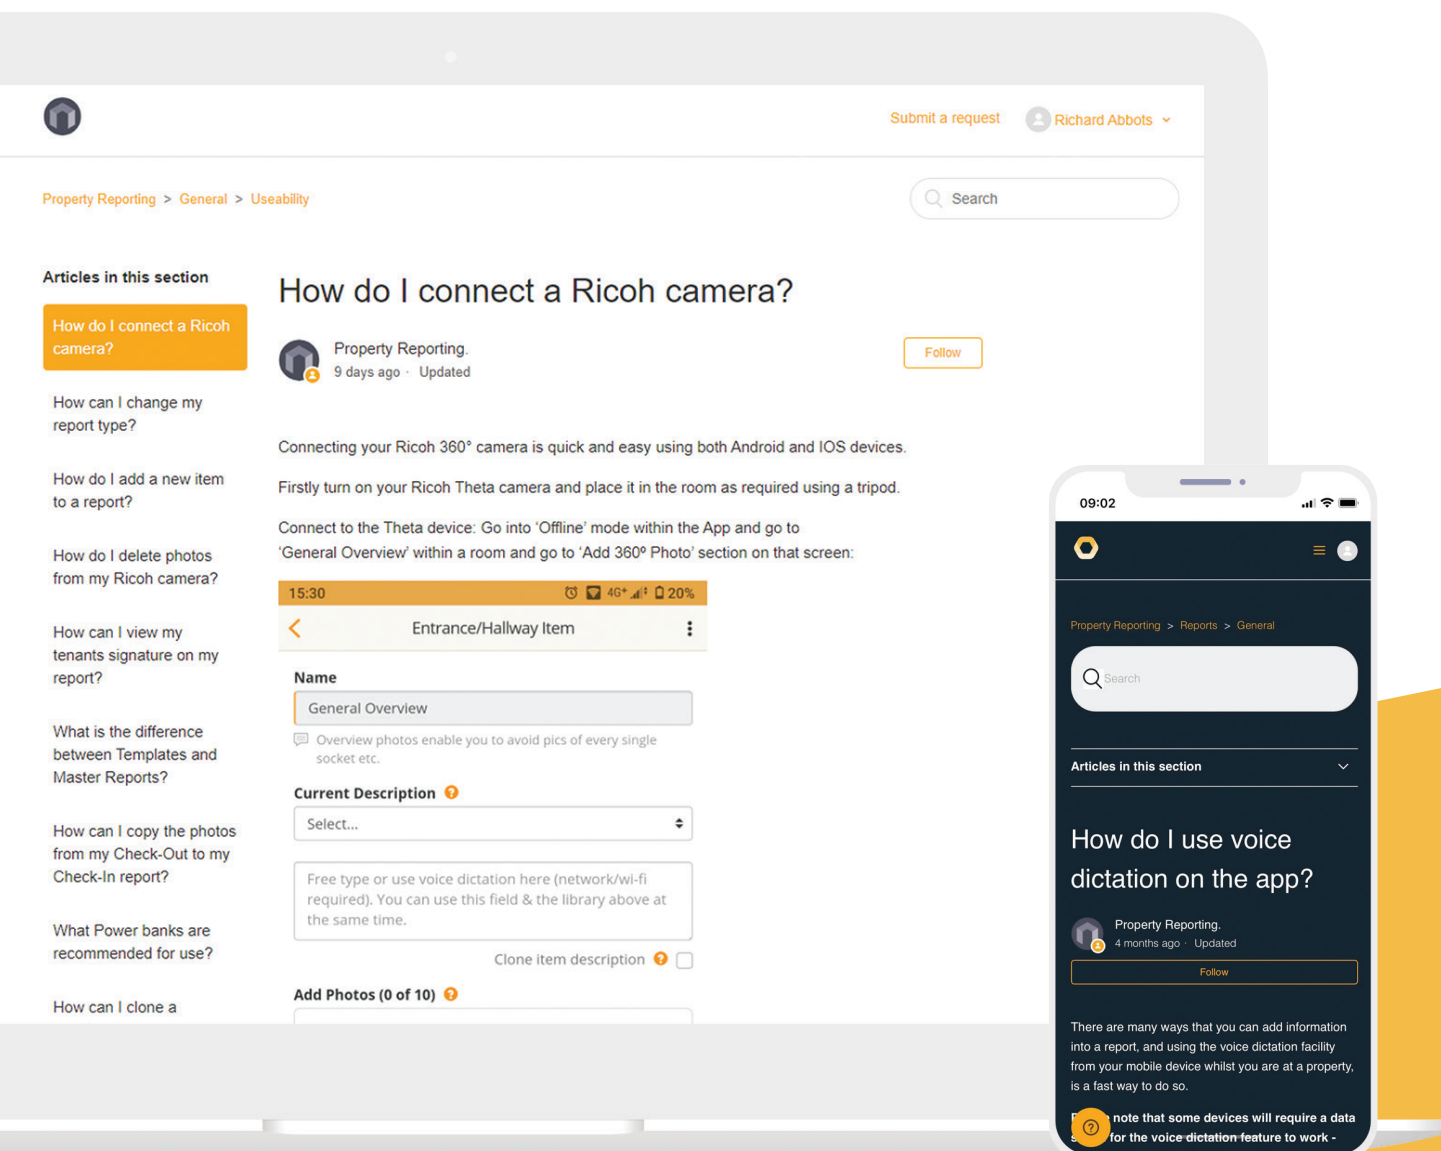 Submit a request
Richard Abbots
Property Reporting > General > Useability
Search
Articles in this section
How do I connect a Ricoh
camera?
How can I change my
report type?
How do I add a new item
to a report?
How do I delete photos
from my Ricoh camera?
How can I view my
tenants signature on my
report?
What is the difference
between Templates and
Master Reports?
How can I copy the photos
from my Check-Out to my
Check-In report?
What Power banks are
recommended for use?
How can I clone a
How do I connect a Ricoh camera?
Property Reporting.
9 days ago · Updated
Follow
Connecting your Ricoh 360° camera is quick and easy using both Android and IOS devices.
Firstly turn on your Ricoh Theta camera and place it in the room as required using a tripod.
Connect to the Theta device: Go into ‘Offline’ mode within the App and go to
‘General Overview’ within a room and go to ‘Add 360º Photo’ section on that screen:
15:30
4G+ 20%
Entrance/Hallway Item
Name
General Overview
Overview photos enable you to avoid pics of every single
socket etc.
Current Description
Select...
Free type or use voice dictation here (network/wi-fi
required). You can use this field & the library above at
the same time.
Clone item description
Add Photos (0 of 10)
09:02
Property Reporting > Reports > General
Search
Articles in this section
How do I use voice
dictation on the app?
Property Reporting.
4 months ago · Updated
Follow
There are many ways that you can add information
into a report, and using the voice dictation facility
from your mobile device whilst you are at a property,
is a fast way to do so.
note that some devices will require a data
for the voice dictation feature to work -